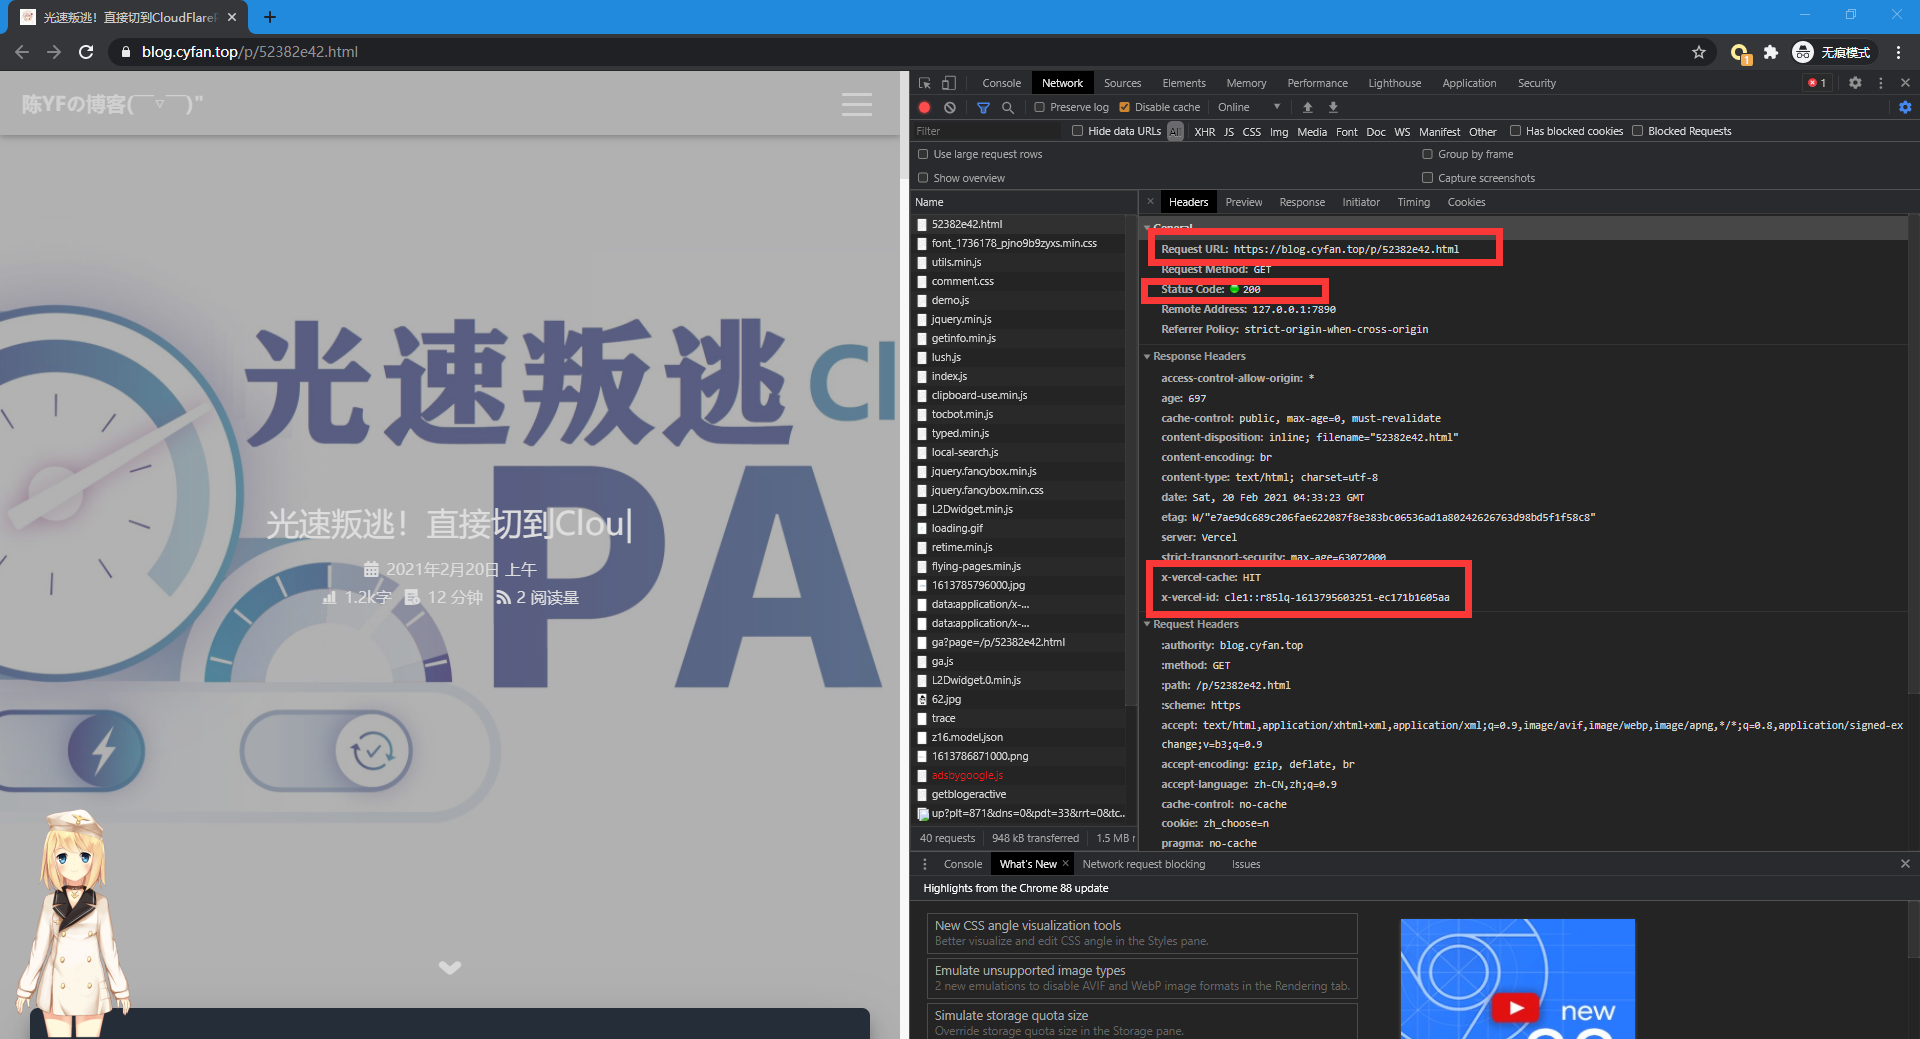 光速叛逃！直接切到CloudFlareP
blog.cyfan.top/p/52382e42.html
1
无痕模式
陈YFの博客(￣▽￣)"
光速叛逃Cl
PA
光速叛逃！直接切到Clou|
2021年2月20日 上午
1.2k字 12 分钟 2 阅读量
Console Network Sources Elements Memory Performance Lighthouse Application Security 1
Preserve log Disable cache Online
Filter Hide data URLs All XHR JS CSS Img Media Font Doc WS Manifest Other Has blocked cookies Blocked Requests
Use large request rows Group by frame
Show overview Capture screenshots
Name
52382e42.html
font_1736178_pjno9b9zyxs.min.css
utils.min.js
comment.css
demo.js
jquery.min.js
getinfo.min.js
lush.js
index.js
clipboard-use.min.js
tocbot.min.js
typed.min.js
local-search.js
jquery.fancybox.min.js
jquery.fancybox.min.css
L2Dwidget.min.js
loading.gif
retime.min.js
flying-pages.min.js
1613785796000.jpg
data:application/x-...
data:application/x-...
ga?page=/p/52382e42.html
ga.js
L2Dwidget.0.min.js
62.jpg
trace
z16.model.json
1613786871000.png
adsbygoogle.js
getblogeractive
up?plt=871&dns=0&pdt=33&rrt=0&tc..
40 requests 948 kB transferred 1.5 MB r
Headers Preview Response Initiator Timing Cookies
General
Request URL: https://blog.cyfan.top/p/52382e42.html
Request Method: GET
Status Code: 200
Remote Address: 127.0.0.1:7890
Referrer Policy: strict-origin-when-cross-origin
Response Headers
access-control-allow-origin: *
age: 697
cache-control: public, max-age=0, must-revalidate
content-disposition: inline; filename="52382e42.html"
content-encoding: br
content-type: text/html; charset=utf-8
date: Sat, 20 Feb 2021 04:33:23 GMT
etag: W/"e7ae9dc689c206fae622087f8e383bc06536ad1a80242626763d98bd5f1f58c8"
server: Vercel
strict-transport-security: max-age=63072000
x-vercel-cache: HIT
x-vercel-id: cle1::r85lq-1613795603251-ec171b1605aa
Request Headers
:authority: blog.cyfan.top
:method: GET
:path: /p/52382e42.html
:scheme: https
accept: text/html,application/xhtml+xml,application/xml;q=0.9,image/avif,image/webp,image/apng,*/*;q=0.8,application/signed-ex
change;v=b3;q=0.9
accept-encoding: gzip, deflate, br
accept-language: zh-CN,zh;q=0.9
cache-control: no-cache
cookie: zh_choose=n
pragma: no-cache
Console What's New Network request blocking Issues
Highlights from the Chrome 88 update
New CSS angle visualization tools
Better visualize and edit CSS angle in the Styles pane.
Emulate unsupported image types
2 new emulations to disable AVIF and WebP image formats in the Rendering tab.
Simulate storage quota size
Override storage quota size in the Storage pane.
new